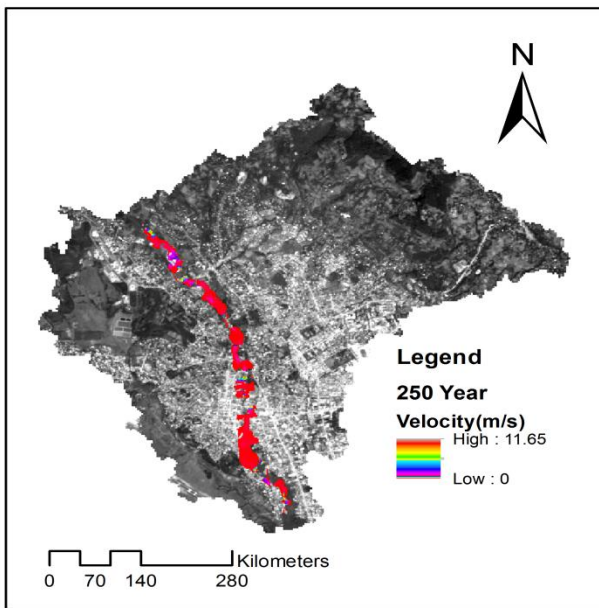 N
Legend
250 Year
Velocity(m/s)
High : 11.65
Low : 0
Kilometers
0 70 140 280